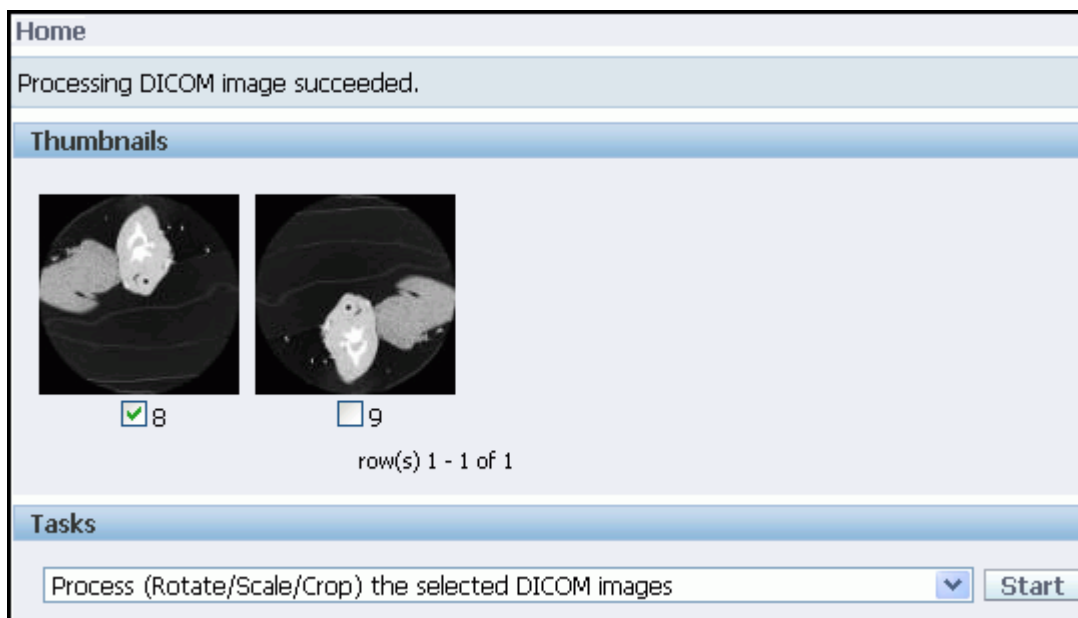 Home
Processing DICOM image succeeded.
Thumbnails
8 9
row(s) 1 - 1 of 1
Tasks
Process (Rotate/Scale/Crop) the selected DICOM images Start